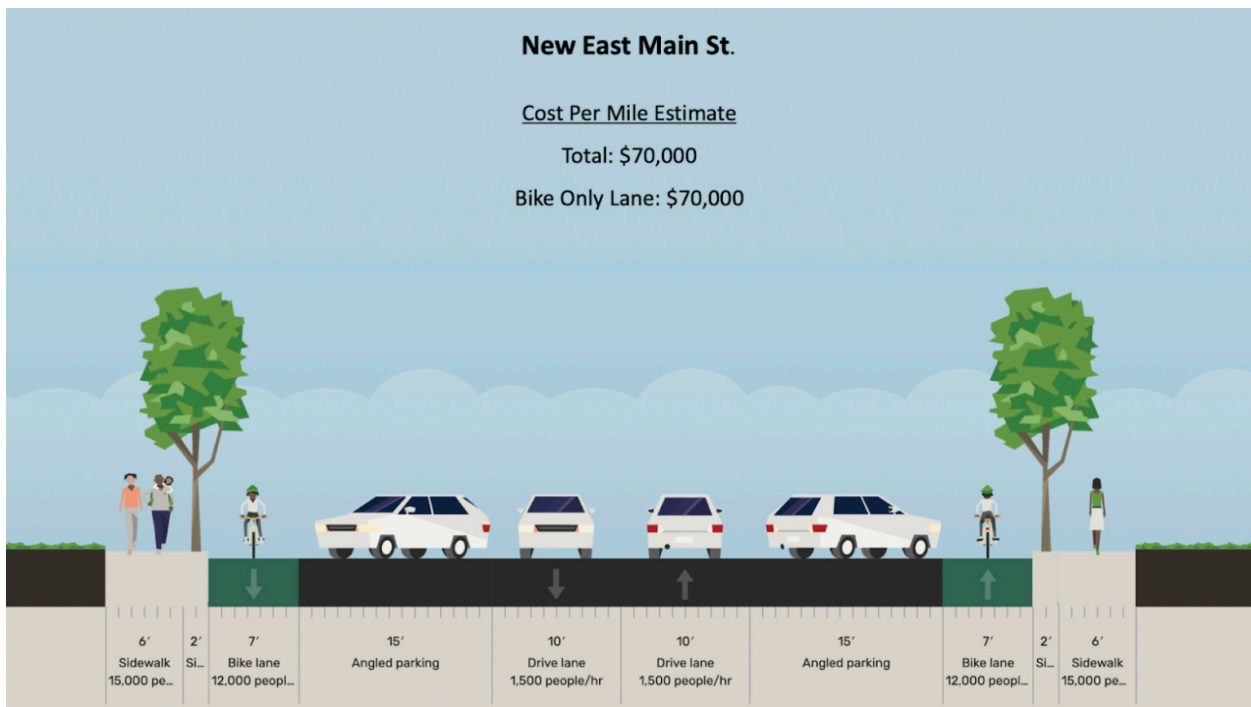 New East Main St.
Cost Per Mile Estimate
Total: $70,000
Bike Only Lane: $70,000
6′ 2′ 7′ 15′ 10′ 10′ 15′ 7′ 2′ 6′
Sidewalk Si... Bike lane Angled parking Drive lane Drive lane Angled parking Bike lane Si... Sidewalk
15,000 pe... 12,000 peopl... 1,500 people/hr 1,500 people/hr 12,000 peopl... 15,000 pe...